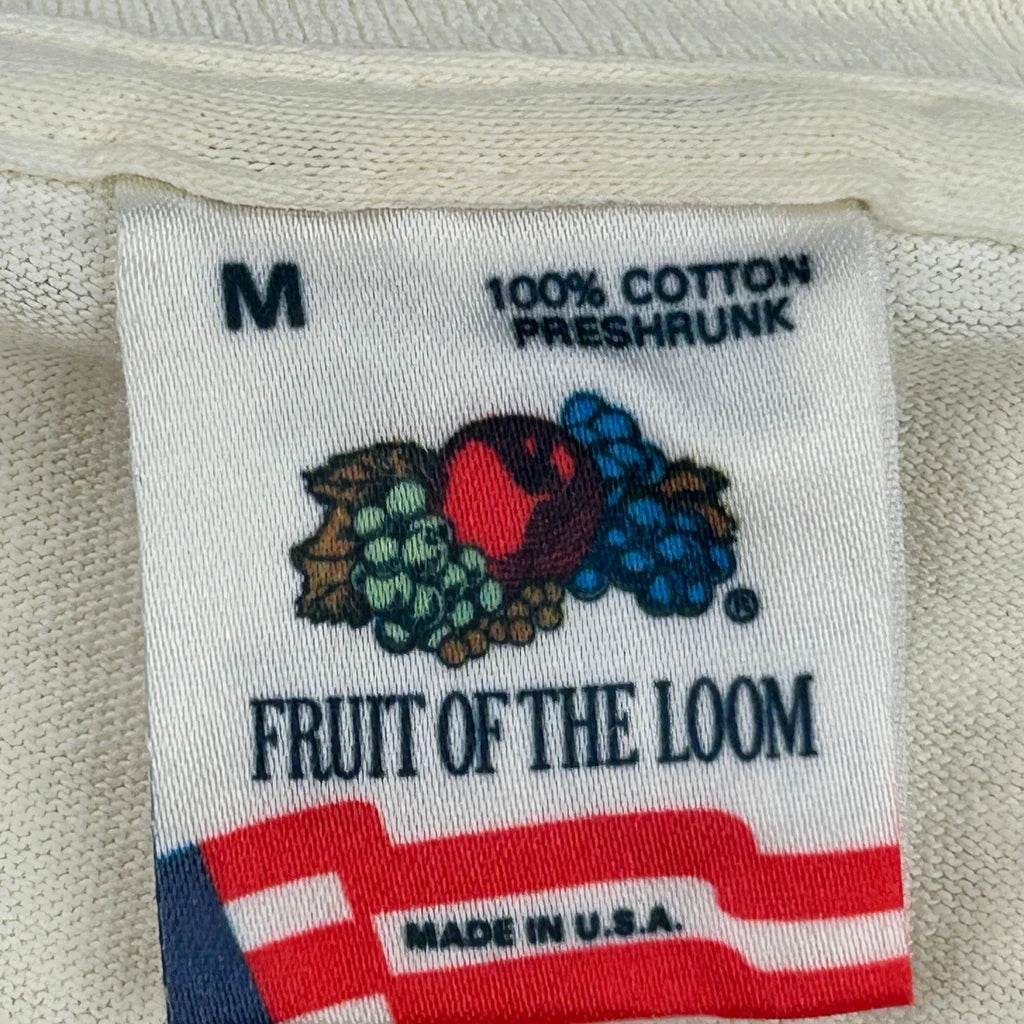 M
100% COTTON
PRESHRUNK
®
FRUIT OF THE LOOM
MADE IN U.S.A.